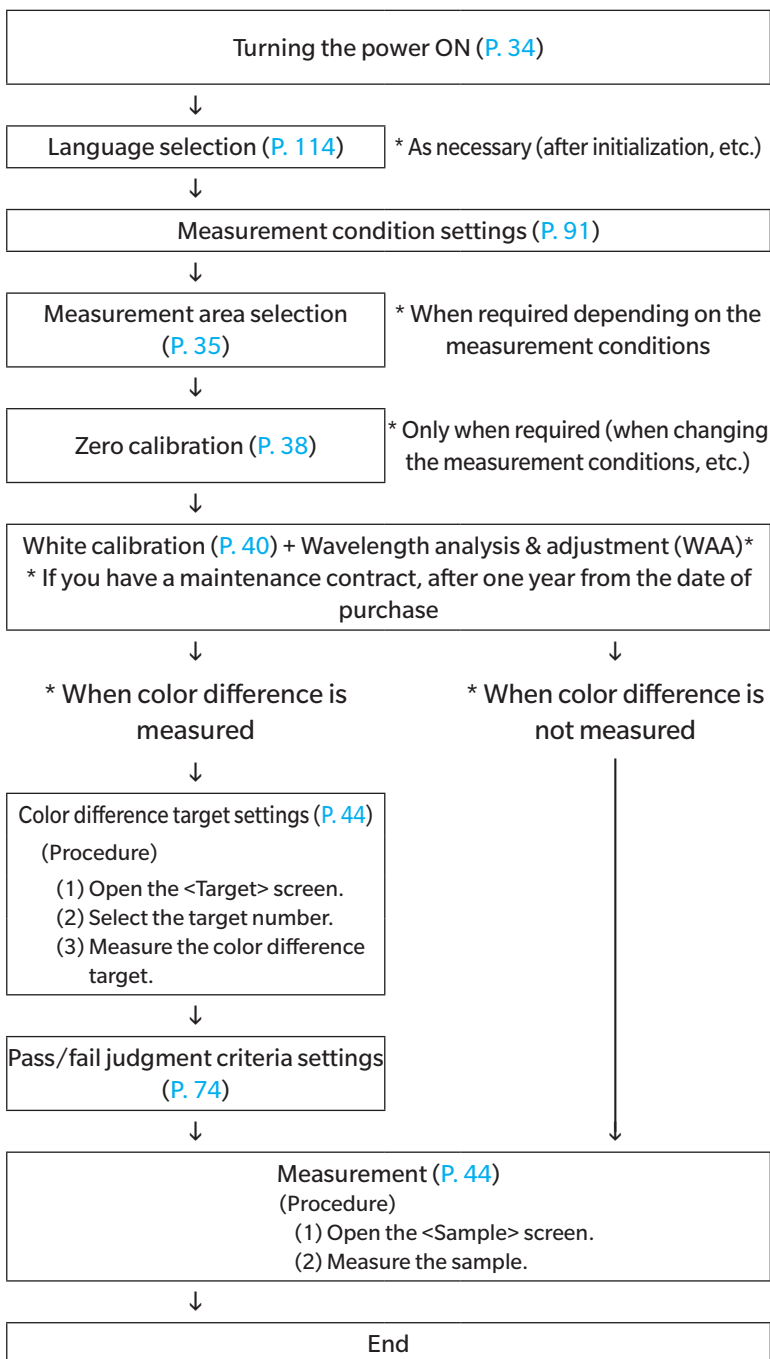 Turning the power ON (P. 34)
↓
Language selection (P. 114)
* As necessary (after initialization, etc.)
↓
Measurement condition settings (P. 91)
↓
Measurement area selection
(P. 35)
* When required depending on the
measurement conditions
↓
Zero calibration (P. 38)
* Only when required (when changing
the measurement conditions, etc.)
↓
White calibration (P. 40) + Wavelength analysis & adjustment (WAA)*
* If you have a maintenance contract, after one year from the date of
purchase
↓
↓
* When color difference is
measured
* When color difference is
not measured
↓
Color difference target settings (P. 44)
(Procedure)
(1) Open the <Target> screen.
(2) Select the target number.
(3) Measure the color difference
target.
↓
Pass/fail judgment criteria settings
(P. 74)
↓
↓
Measurement (P. 44)
(Procedure)
(1) Open the <Sample> screen.
(2) Measure the sample.
↓
End